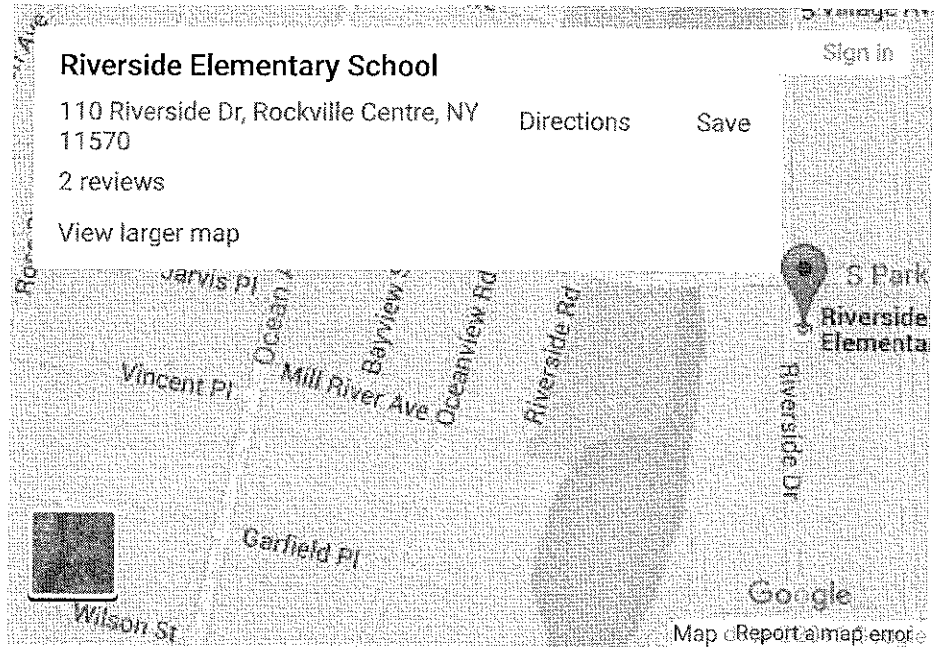 S Village Av
Sign in
Riverside Elementary School
110 Riverside Dr, Rockville Centre, NY
11570
Directions
Save
2 reviews
View larger map
Jarvis Pl
Ocean
Bayview
Oceanview Rd
Riverside Rd
S Park
Riverside
Elementa
Vincent Pl
Mill River Ave
Riverside Dr
Garfield Pl
Wilson St
Google
Map
Report a map error